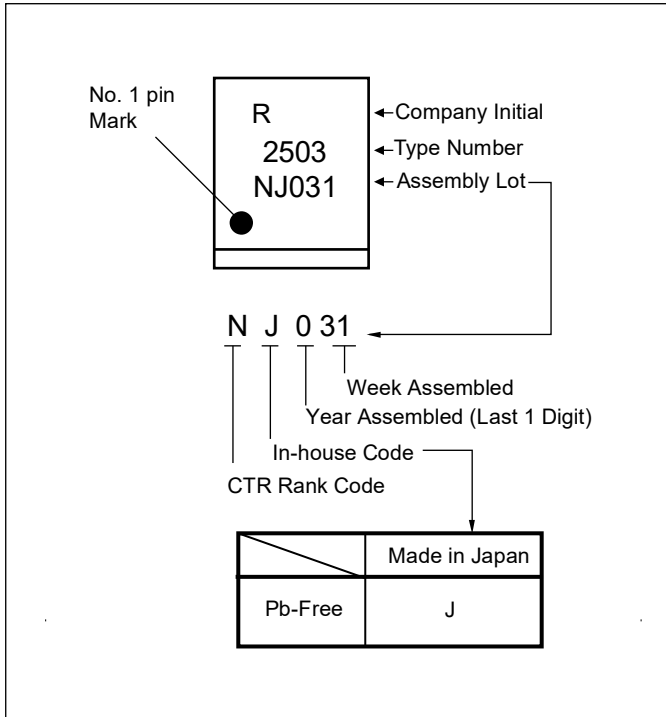 No. 1 pin
Mark
R
2503
NJ031
Company Initial
Type Number
Assembly Lot
N J 0 31
Week Assembled
Year Assembled (Last 1 Digit)
In-house Code
CTR Rank Code
Made in Japan
Pb-Free J